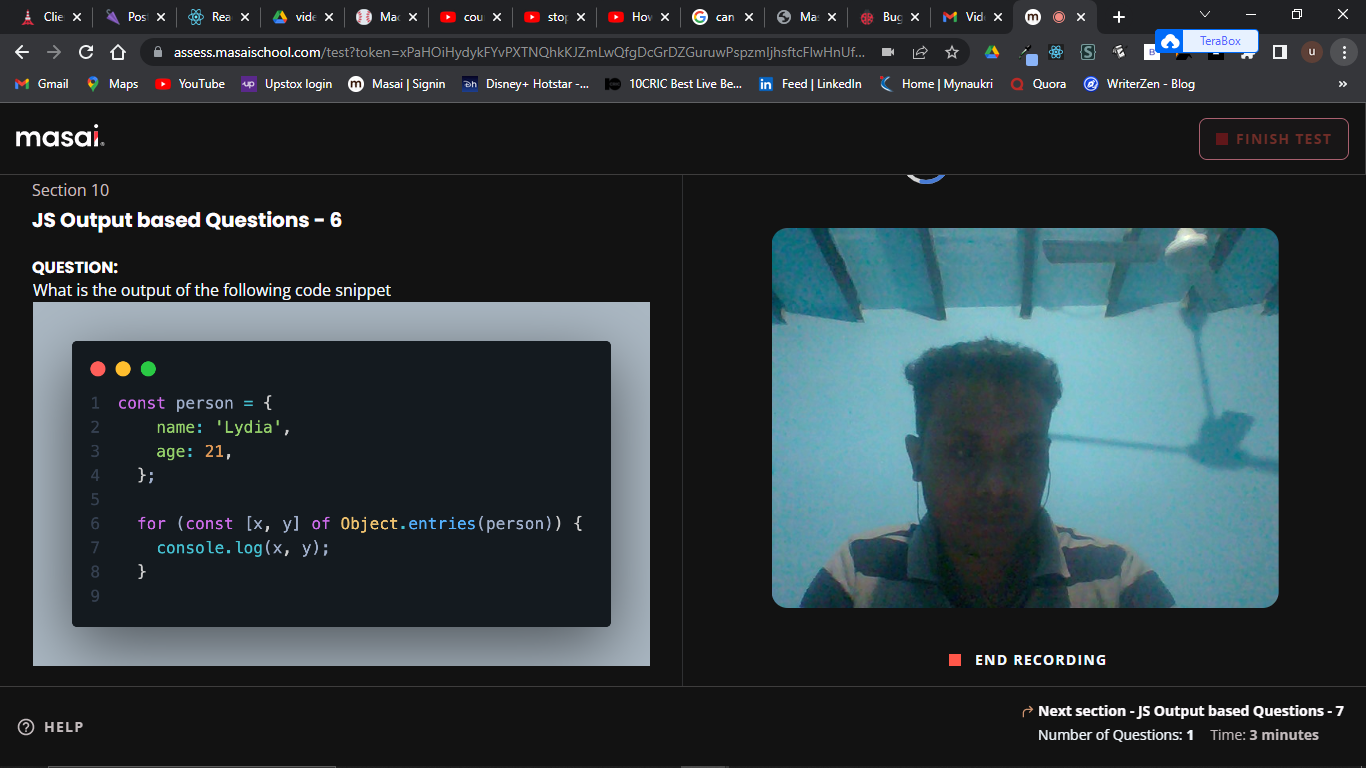 Clie
Post
Rea
vide
Mac
cou
stop
How
can
Mas
Bug
Vid
assess.masaischool.com/test?token=xPaHOiHydykFYvPXTNQhkKJZmLwQfgDcGrDZGuruwPspzmIjhsftcFlwHnUf...
TeraBox
Gmail
Maps
YouTube
up Upstox login
m Masai | Signin
Disney+ Hotstar -...
10CRIC Best Live Be...
in Feed | LinkedIn
Home | Mynaukri
Quora
WriterZen - Blog
»
masai.
FINISH TEST
Section 10
JS Output based Questions - 6
QUESTION:
What is the output of the following code snippet
1 const person = {
2 name: 'Lydia',
3 age: 21,
4 };
5
6 for (const [x, y] of Object.entries(person)) {
7 console.log(x, y);
8 }
9
END RECORDING
HELP
Next section - JS Output based Questions - 7
Number of Questions: 1 Time: 3 minutes